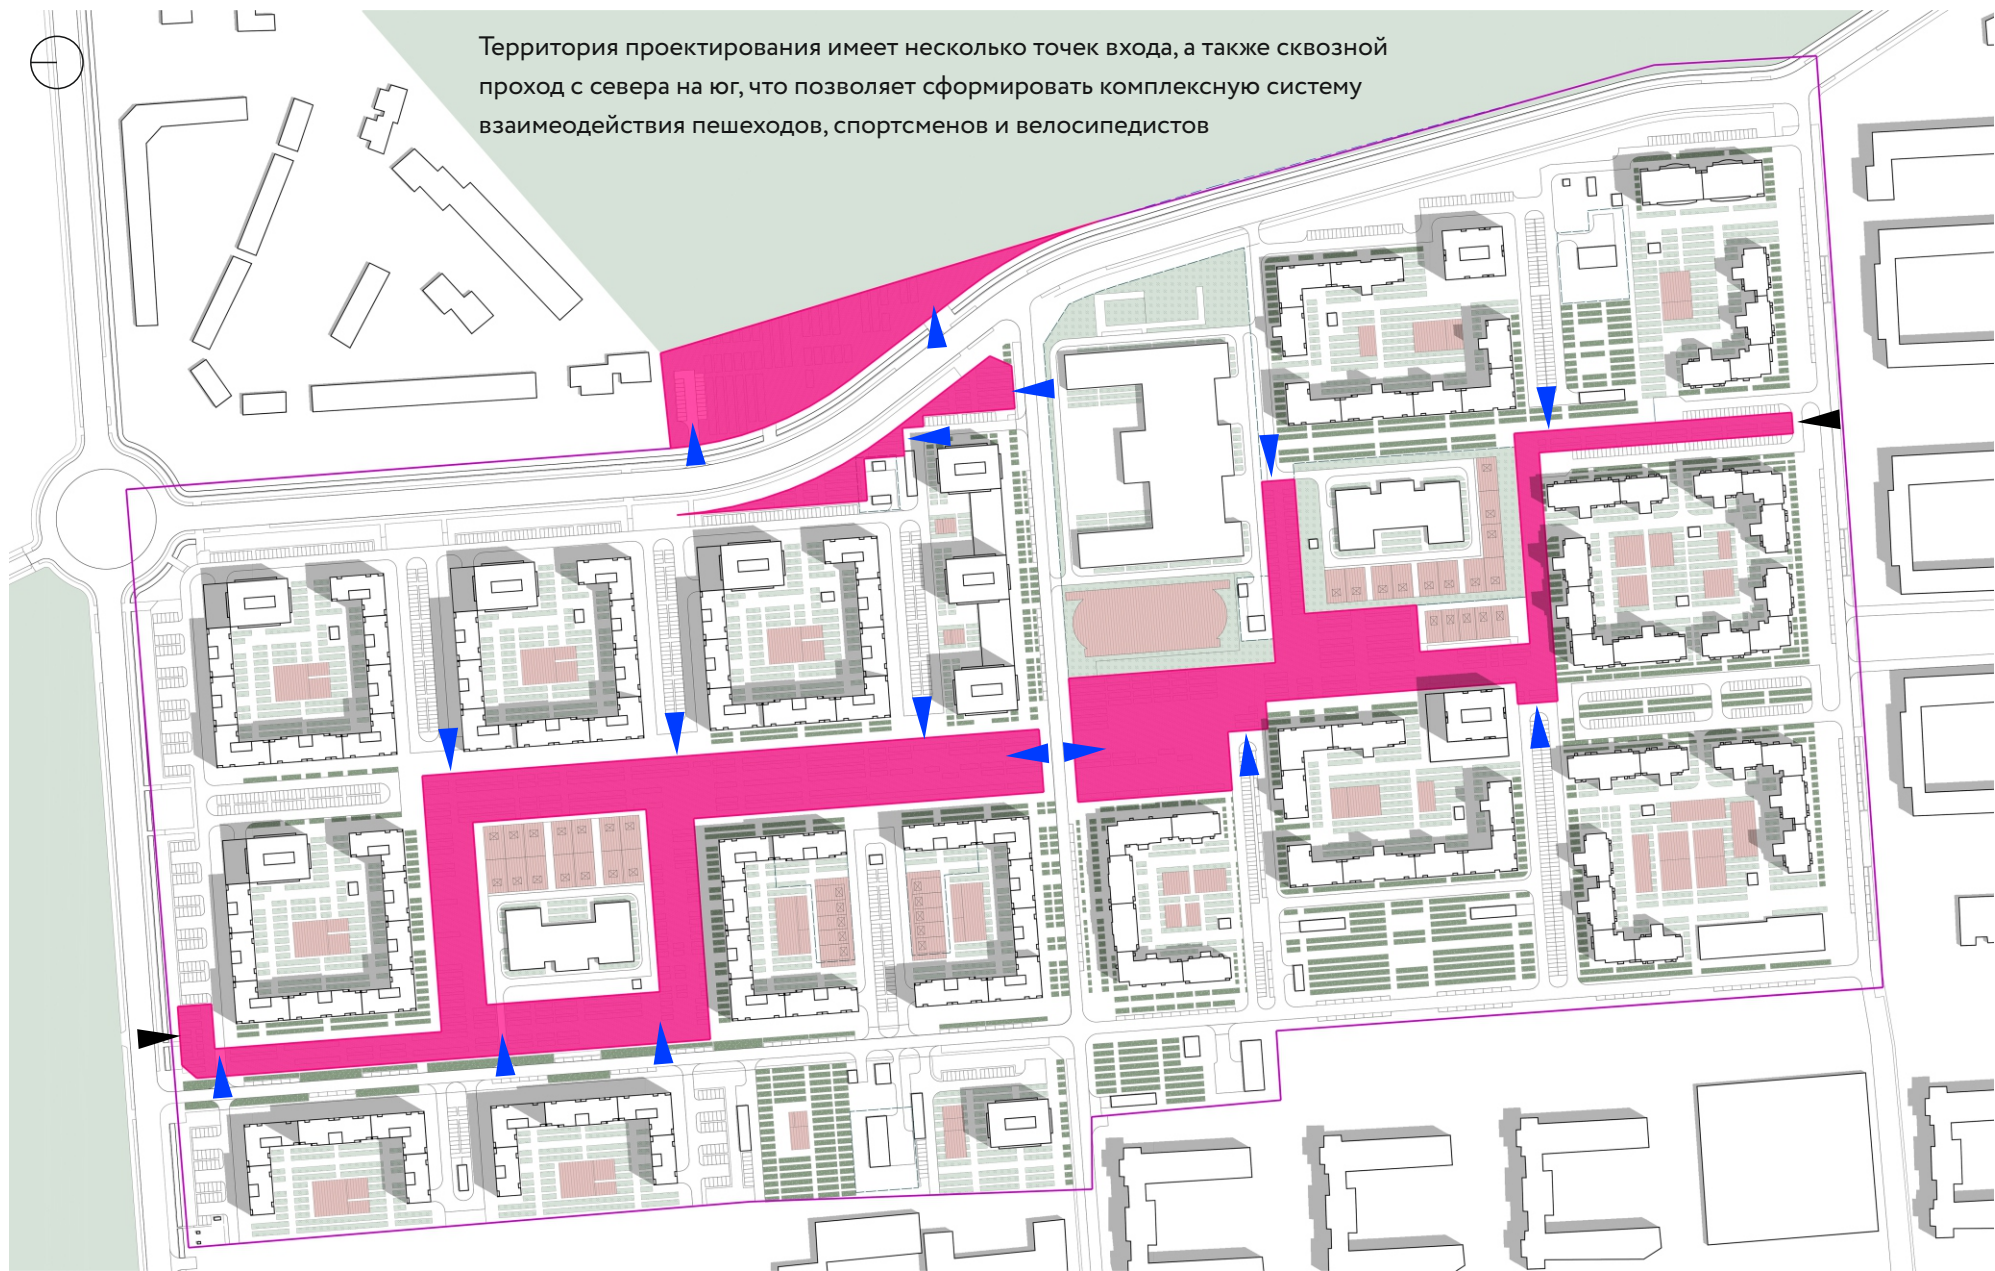 Территория проектирования имеет несколько точек входа, а также сквозной
проход с севера на юг, что позволяет сформировать комплексную систему
взаимеодействия пешеходов, спортсменов и велосипедистов